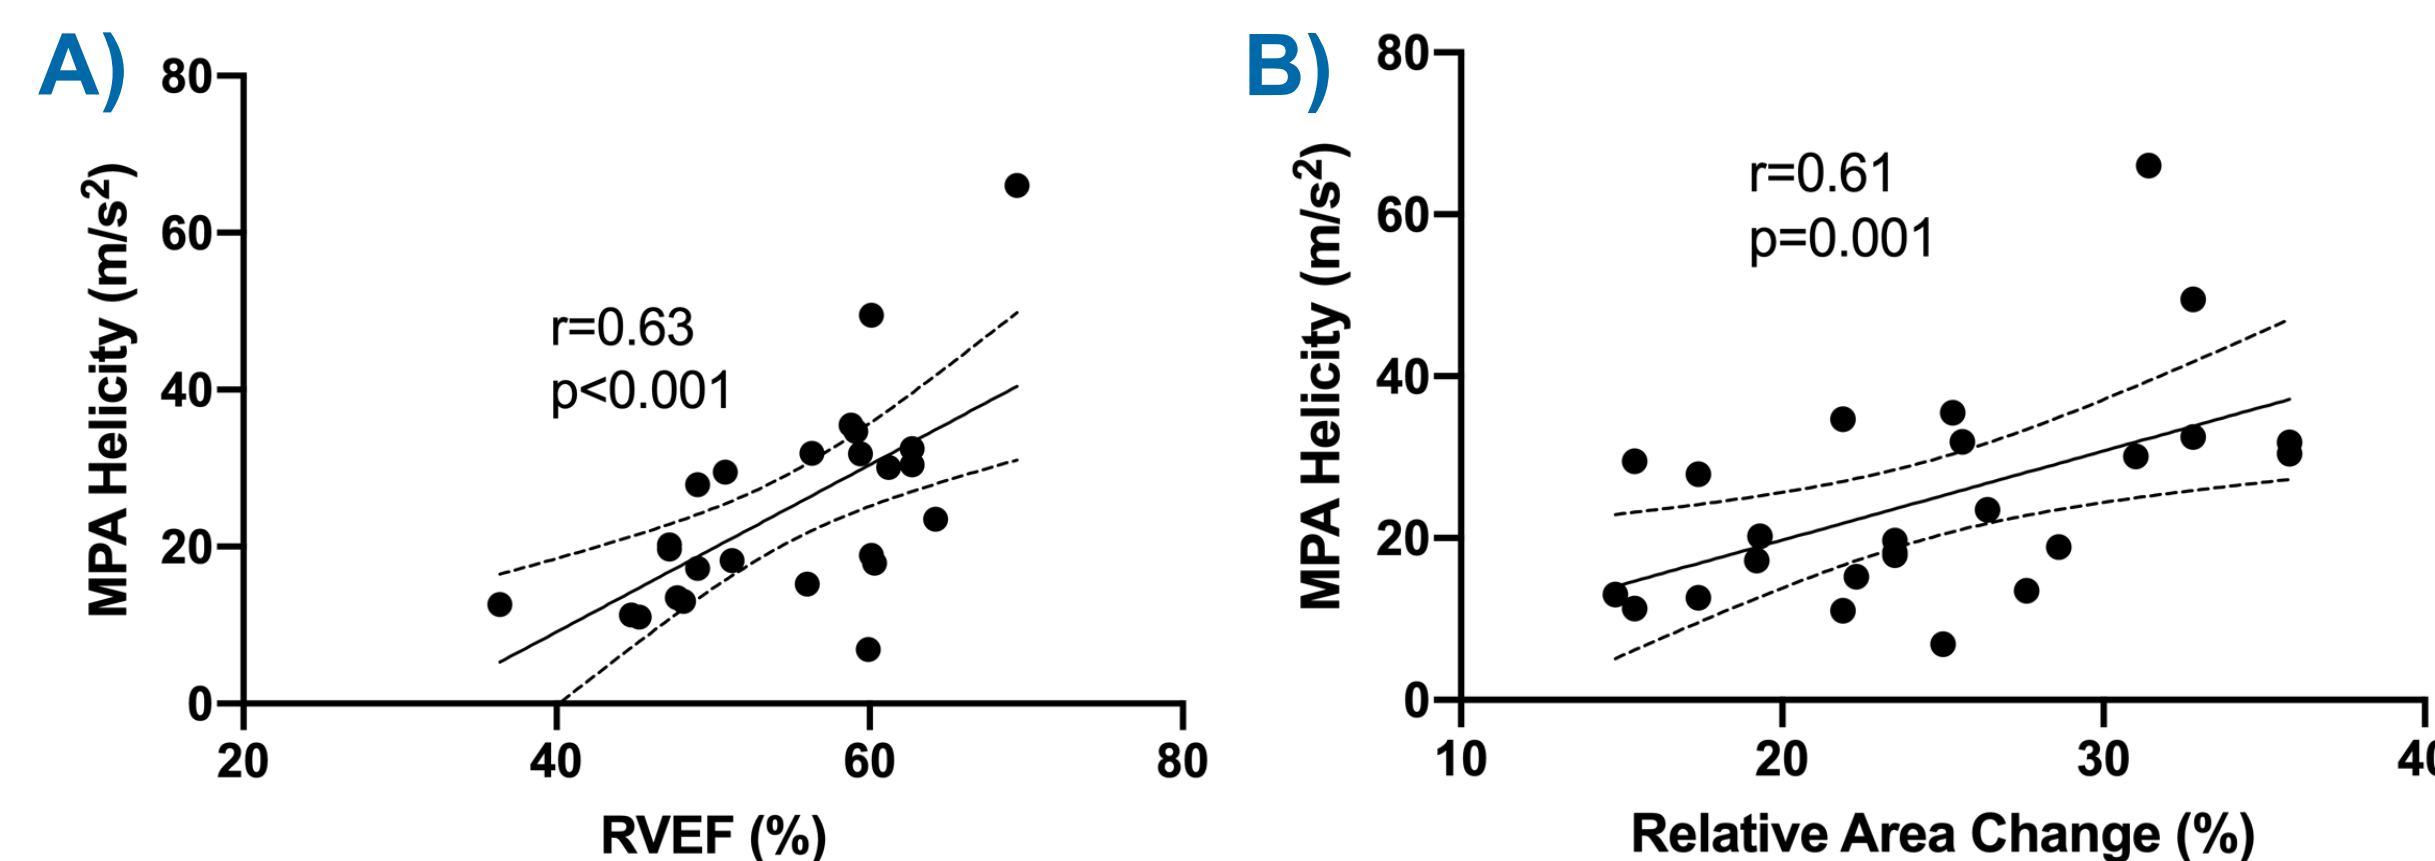 A)
MPA Helicity (m/s²)
80
60
40
20
0
r=0.63
p<0.001
20 40 60 80
RVEF (%)
B)
MPA Helicity (m/s²)
80
60
40
20
0
r=0.61
p=0.001
10 20 30 40
Relative Area Change (%)